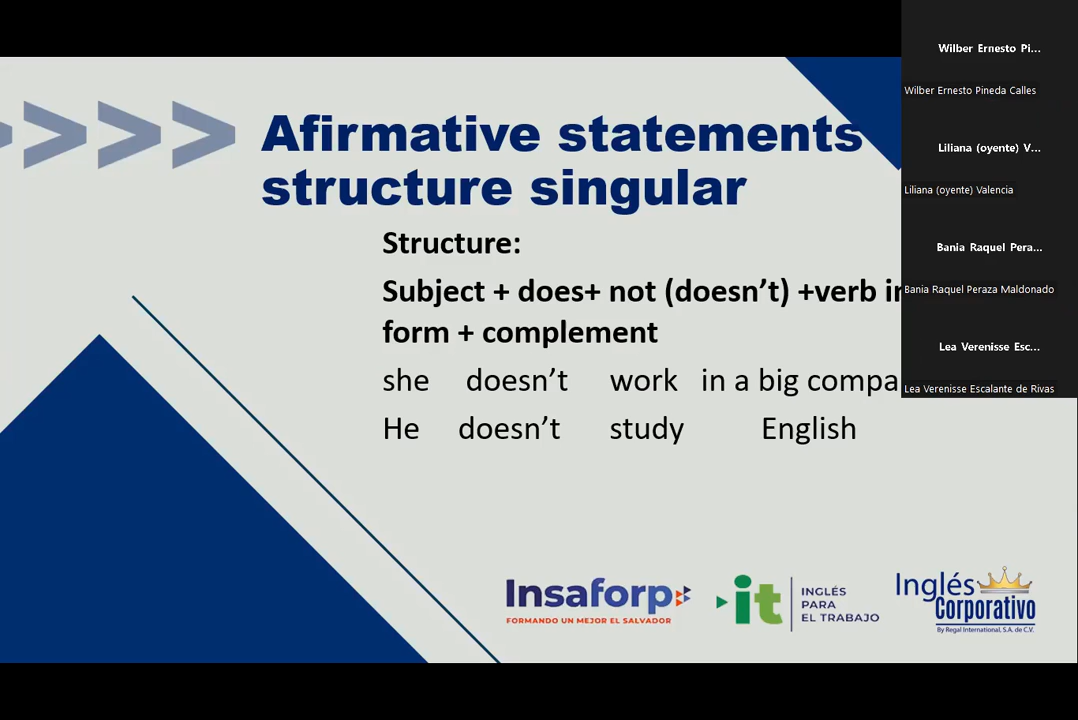 Afirmative statements
structure singular
Structure:
Subject + does+ not (doesn’t) +verb in
form + complement
she doesn’t work in a big compa
He doesn’t study English
Insaforp
FORMANDO UN MEJOR EL SALVADOR
it
INGLÉS
PARA
EL TRABAJO
Inglés
Corporativo
By Regal International, S.A. de C.V.
Wilber Ernesto Pi...
Wilber Ernesto Pineda Calles
Liliana (oyente) V...
Liliana (oyente) Valencia
Bania Raquel Pera...
Bania Raquel Peraza Maldonado
Lea Verenisse Esc...
Lea Verenisse Escalante de Rivas